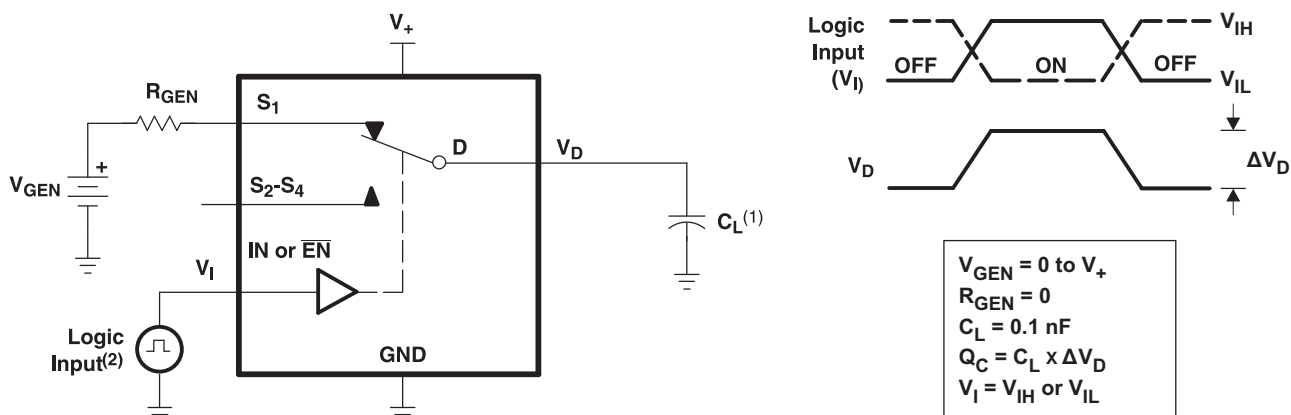 V+
RGEN
S1
VGEN
+
D
VD
S2-S4
CL(1)
IN or E̅N̅
VI
Logic
Input(2)
GND
Logic
Input
(VI)
OFF
ON
OFF
VIH
VIL
VD
ΔVD
VGEN = 0 to V+
RGEN = 0
CL = 0.1 nF
QC = CL x ΔVD
VI = VIH or VIL